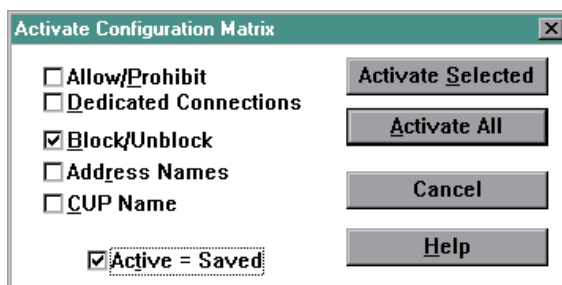 Activate Configuration Matrix
Allow/Prohibit
Dedicated Connections
Block/Unblock
Address Names
CUP Name
Active = Saved
Activate Selected
Activate All
Cancel
Help